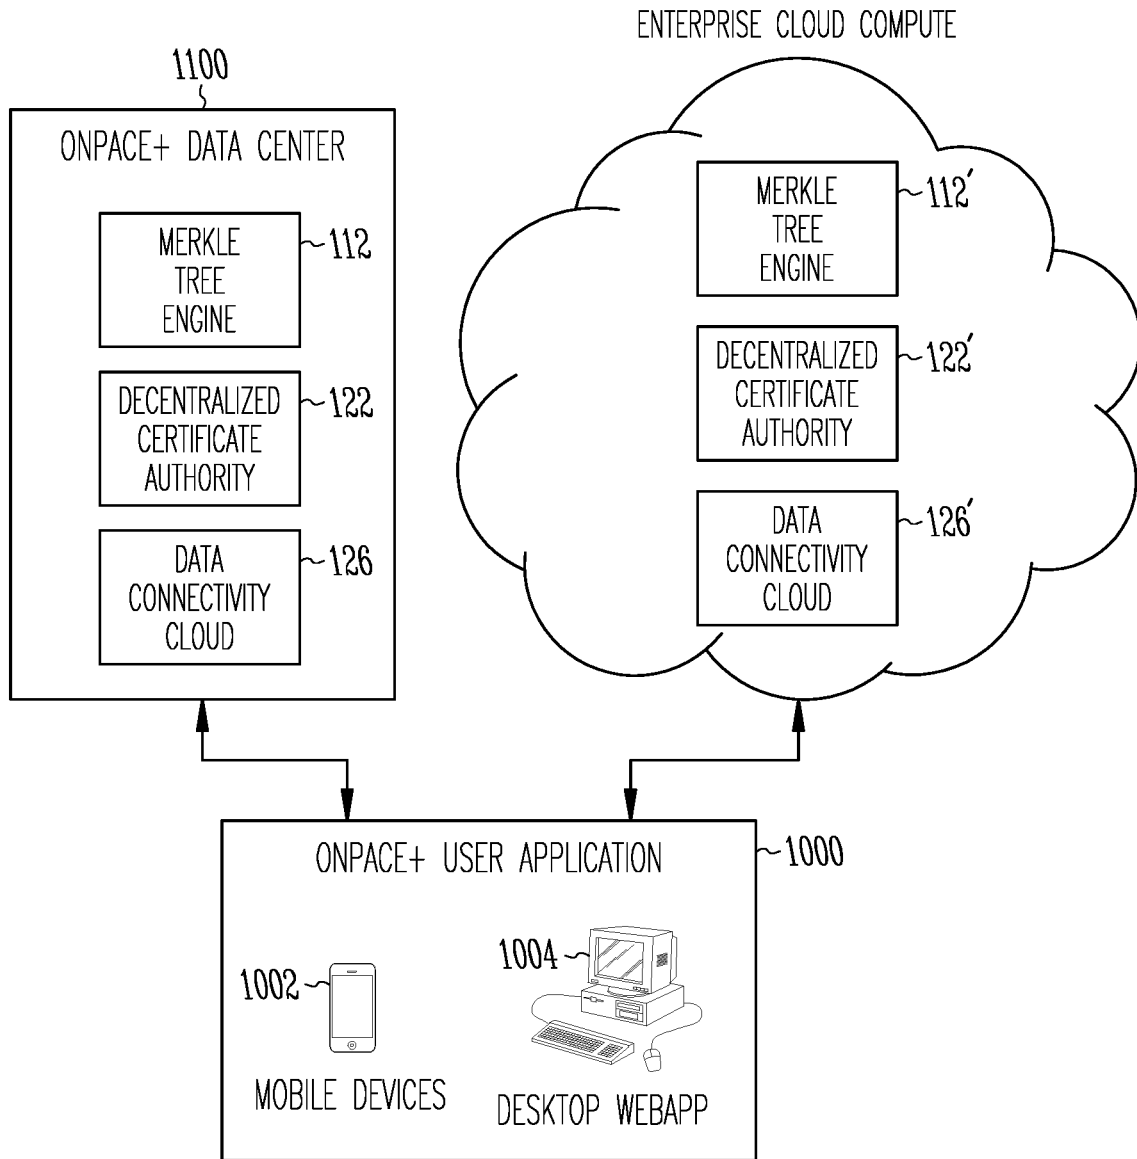 ENTERPRISE CLOUD COMPUTE
1100
ONPACE+ DATA CENTER
MERKLE
TREE
ENGINE
112
DECENTRALIZED
CERTIFICATE
AUTHORITY
122
DATA
CONNECTIVITY
CLOUD
126
MERKLE
TREE
ENGINE
112'
DECENTRALIZED
CERTIFICATE
AUTHORITY
122'
DATA
CONNECTIVITY
CLOUD
126'
ONPACE+ USER APPLICATION
1000
1002
MOBILE DEVICES
1004
DESKTOP WEBAPP